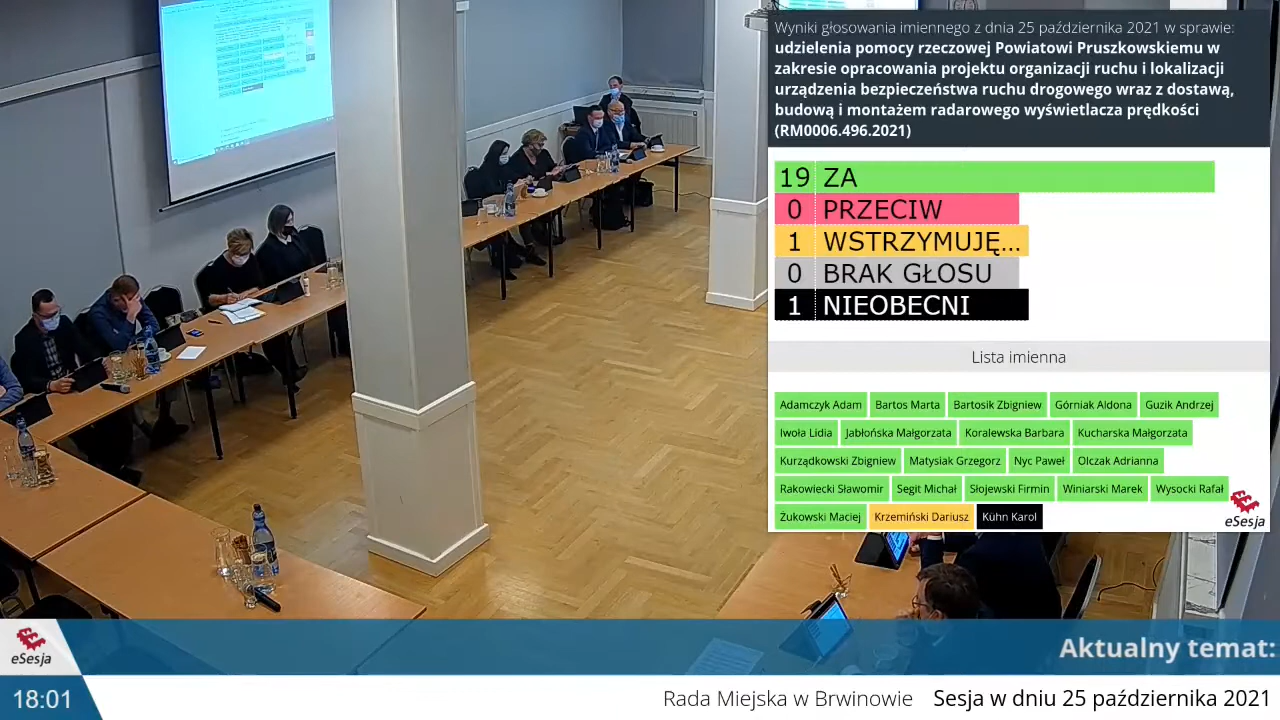 Wyniki głosowania imiennego z dnia 25 października 2021 w sprawie:
udzielenia pomocy rzeczowej Powiatowi Pruszkowskiemu w
zakresie opracowania projektu organizacji ruchu i lokalizacji
urządzenia bezpieczeństwa ruchu drogowego wraz z dostawą,
budową i montażem radarowego wyświetlacza prędkości
(RM0006.496.2021)
19 ZA
0 PRZECIW
1 WSTRZYMUJĘ...
0 BRAK GŁOSU
1 NIEOBECNI
Lista imienna
Adamczyk Adam Bartos Marta Bartosik Zbigniew Górniak Aldona Guzik Andrzej
Iwoła Lidia Jabłońska Małgorzata Koralewska Barbara Kucharska Małgorzata
Kurządkowski Zbigniew Matysiak Grzegorz Nyc Paweł Olczak Adrianna
Rakowiecki Sławomir Segit Michał Słojewski Firmin Winiarski Marek Wysocki Rafał
Żukowski Maciej Krzemiński Dariusz Kühn Karol
eSesja
Aktualny temat:
eSesja
18:01
Rada Miejska w Brwinowie Sesja w dniu 25 października 2021